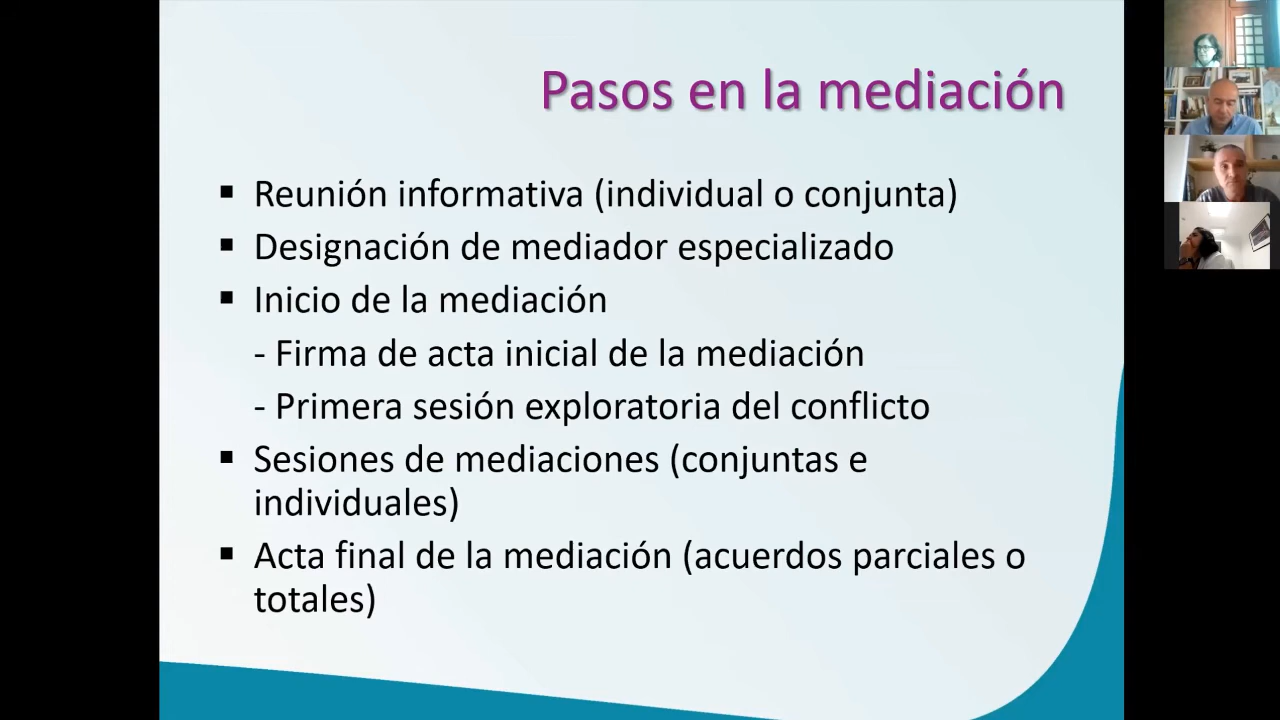 Pasos en la mediación
▪ Reunión informativa (individual o conjunta)
▪ Designación de mediador especializado
▪ Inicio de la mediación
- Firma de acta inicial de la mediación
- Primera sesión exploratoria del conflicto
▪ Sesiones de mediaciones (conjuntas e
individuales)
▪ Acta final de la mediación (acuerdos parciales o
totales)